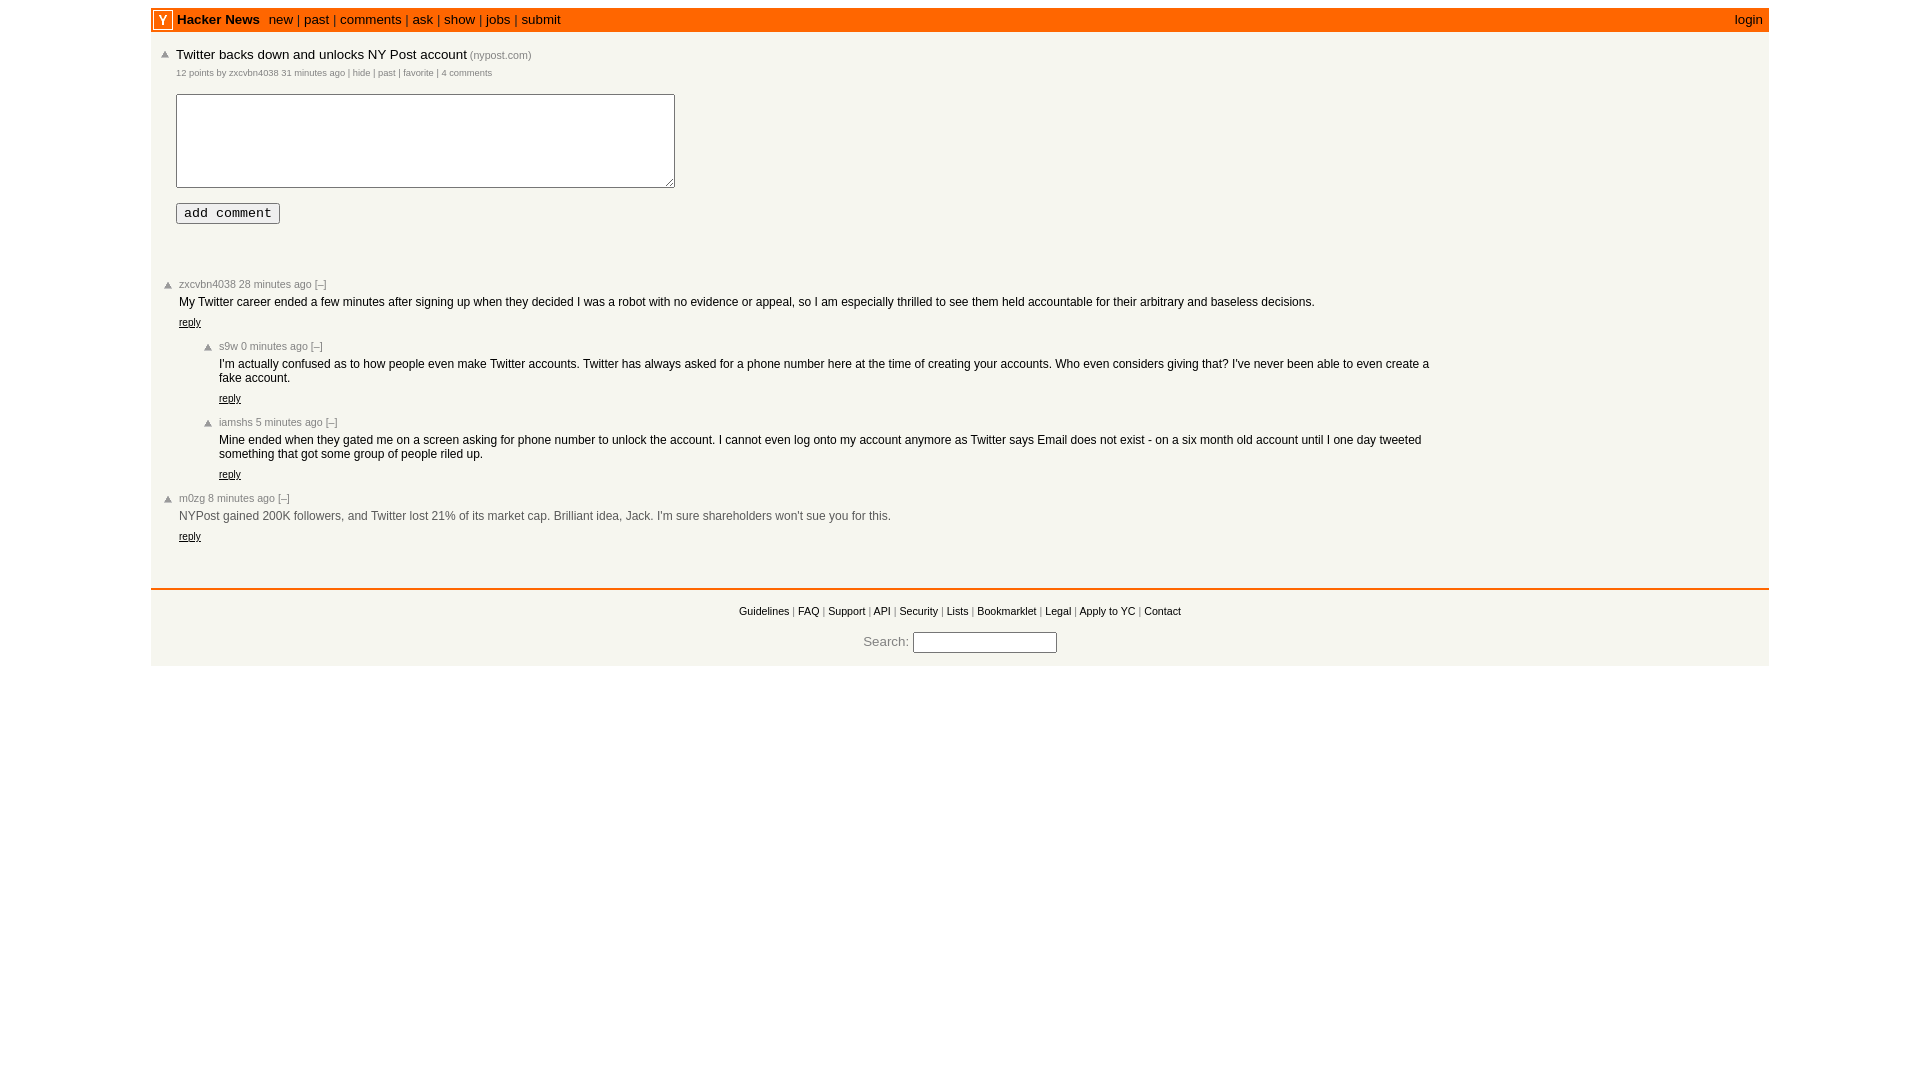 Y Hacker News new | past | comments | ask | show | jobs | submit login
Twitter backs down and unlocks NY Post account (nypost.com)
12 points by zxcvbn4038 31 minutes ago | hide | past | favorite | 4 comments
add comment
zxcvbn4038 28 minutes ago [–]
My Twitter career ended a few minutes after signing up when they decided I was a robot with no evidence or appeal, so I am especially thrilled to see them held accountable for their arbitrary and baseless decisions.
reply
s9w 0 minutes ago [–]
I'm actually confused as to how people even make Twitter accounts. Twitter has always asked for a phone number here at the time of creating your accounts. Who even considers giving that? I've never been able to even create a
fake account.
reply
iamshs 5 minutes ago [–]
Mine ended when they gated me on a screen asking for phone number to unlock the account. I cannot even log onto my account anymore as Twitter says Email does not exist - on a six month old account until I one day tweeted
something that got some group of people riled up.
reply
m0zg 8 minutes ago [–]
NYPost gained 200K followers, and Twitter lost 21% of its market cap. Brilliant idea, Jack. I'm sure shareholders won't sue you for this.
reply
Guidelines | FAQ | Support | API | Security | Lists | Bookmarklet | Legal | Apply to YC | Contact
Search: